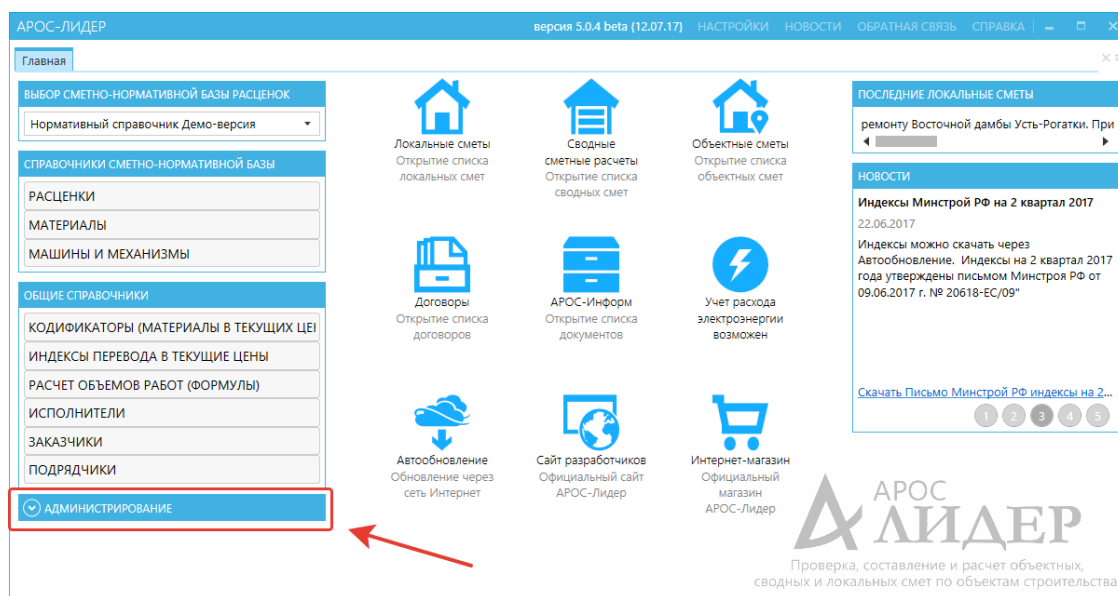 АРОС-ЛИДЕР
версия 5.0.4 beta {12.07.17} НАСТРОЙКИ НОВОСТИ ОБРАТНАЯ СВЯЗЬ СПРАВКА
Главная
ВЫБОР СМЕТНО-НОРМАТИВНОЙ БАЗЫ РАСЦЕНОК
Нормативный справочник Демо-версия
СПРАВОЧНИКИ СМЕТНО-НОРМАТИВНОЙ БАЗЫ
РАСЦЕНКИ
МАТЕРИАЛЫ
МАШИНЫ И МЕХАНИЗМЫ
ОБЩИЕ СПРАВОЧНИКИ
КОДИФИКАТОРЫ (МАТЕРИАЛЫ В ТЕКУЩИХ ЦЕІ
ИНДЕКСЫ ПЕРЕВОДА В ТЕКУЩИЕ ЦЕНЫ
РАСЧЕТ ОБЪЕМОВ РАБОТ (ФОРМУЛЫ)
ИСПОЛНИТЕЛИ
ЗАКАЗЧИКИ
ПОДРЯДЧИКИ
АДМИНИСТРИРОВАНИЕ
Локальные сметы
Открытие списка
локальных смет
Сводные
сметные расчеты
Открытие списка
сводных смет
Объектные сметы
Открытие списка
объектных смет
Договоры
Открытие списка
договоров
АРОС-Информ
Открытие списка
документов
Учет расхода
электроэнергии
возможен
Автообновление
Обновление через
сеть Интернет
Сайт разработчиков
Официальный сайт
АРОС-Лидер
Интернет-магазин
Официальный
магазин
АРОС-Лидер
ПОСЛЕДНИЕ ЛОКАЛЬНЫЕ СМЕТЫ
ремонту Восточной дамбы Усть-Рогатки. При
НОВОСТИ
Индексы Минстрой РФ на 2 квартал 2017
22.06.2017
Индексы можно скачать через
Автообновление. Индексы на 2 квартал 2017
года утверждены письмом Минстроя РФ от
09.06.2017 г. № 20618-ЕС/09"
Скачать Письмо Минстрой РФ индексы на 2...
1 2 3 4 5
АРОС
ЛИДЕР
Проверка, составление и расчет объектных,
сводных и локальных смет по объектам строительства